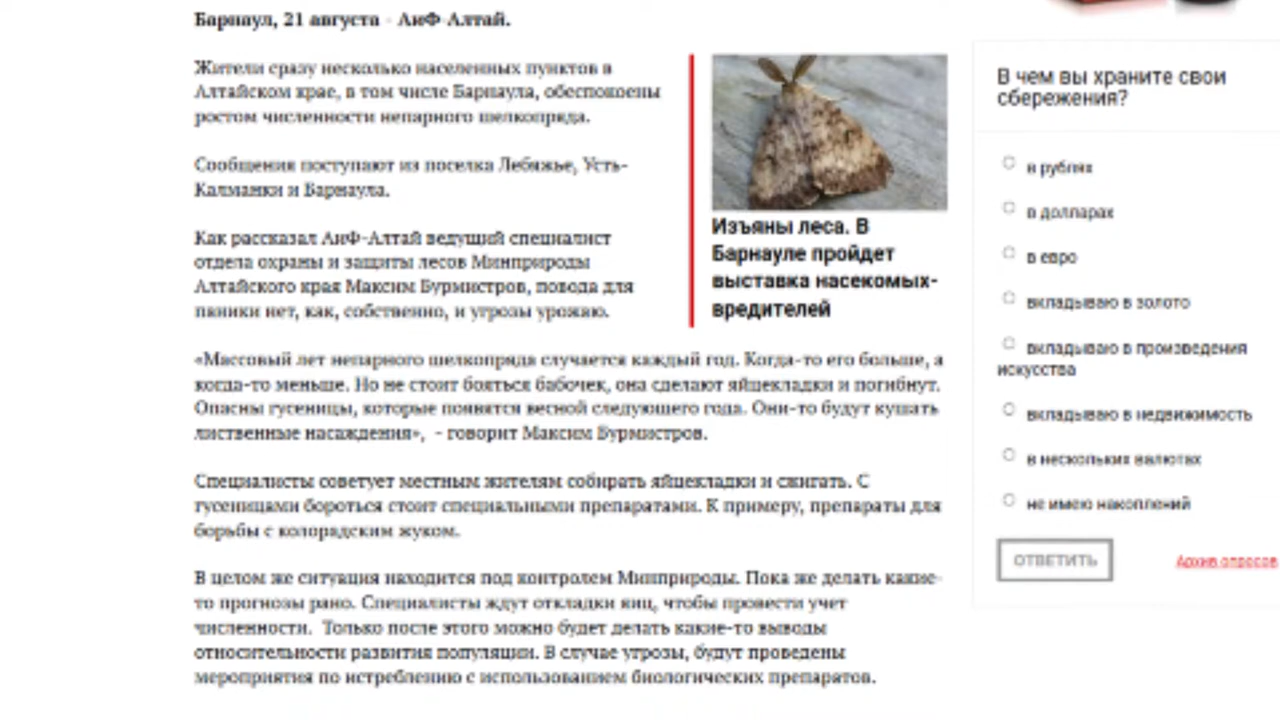 Барнаул, 21 августа - АиФ-Алтай.
Жители сразу несколько населенных пунктов в
Алтайском крае, в том числе Барнаула, обеспокоены
ростом численности непарного шелкопряда.
Сообщения поступают из поселка Лебяжье, Усть-
Калманки и Барнаула.
Как рассказал АиФ-Алтай ведущий специалист
отдела охраны и защиты лесов Минприроды
Алтайского края Максим Бурмистров, повода для
паники нет, как, собственно, и угрозы урожаю.
«Массовый лет непарного шелкопряда случается каждый год. Когда-то его больше, а
когда-то меньше. Но не стоит бояться бабочек, она сделают яйцекладки и погибнут.
Опасны гусеницы, которые появятся весной следующего года. Они-то будут кушать
лиственные насаждения», - говорит Максим Бурмистров.
Специалисты советует местным жителям собирать яйцекладки и сжигать. С
гусеницами бороться стоит специальными препаратами. К примеру, препараты для
борьбы с колорадским жуком.
В целом же ситуация находится под контролем Минприроды. Пока же делать какие-
то прогнозы рано. Специалисты ждут откладки яиц, чтобы провести учет
численности. Только после этого можно будет делать какие-то выводы
относительности развития популяции. В случае угрозы, будут проведены
мероприятия по истреблению с использованием биологических препаратов.
Изъяны леса. В
Барнауле пройдет
выставка насекомых-
вредителей
В чем вы храните свои
сбережения?
в рублях
в долларах
в евро
вкладываю в золото
вкладываю в произведения
искусства
вкладываю в недвижимость
в нескольких валютах
не имею накоплений
ОТВЕТИТЬ
Архив опросов